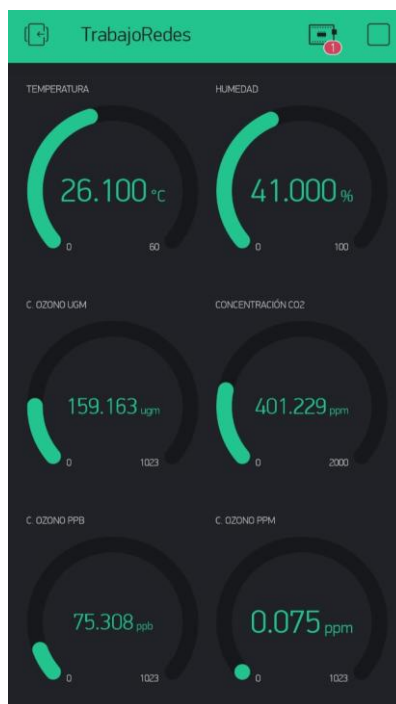 TrabajoRedes
1
TEMPERATURA
26.100 °C
0 60
HUMEDAD
41.000 %
0 100
C. OZONO UGM
159.163 ugm
0 1023
CONCENTRACIÓN CO2
401.229 ppm
0 2000
C. OZONO PPB
75.308 ppb
0 1023
C. OZONO PPM
0.075 ppm
0 1023